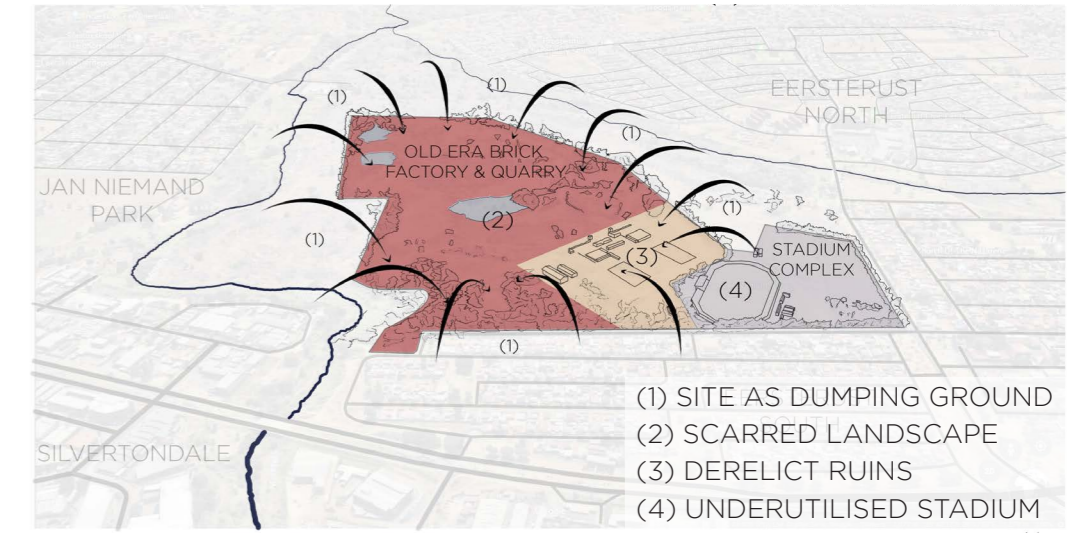 (1)
(1)
(1)
EERSTERUST
NORTH
OLD ERA BRICK
FACTORY & QUARRY
JAN NIEMAND
PARK
(1)
(1)
(2)
(3)
STADIUM
COMPLEX
(4)
(1)
(1) SITE AS DUMPING GROUND
SOUTH
(2) SCARRED LANDSCAPE
SILVERTONDALE
(3) DERELICT RUINS
(4) UNDERUTILISED STADIUM